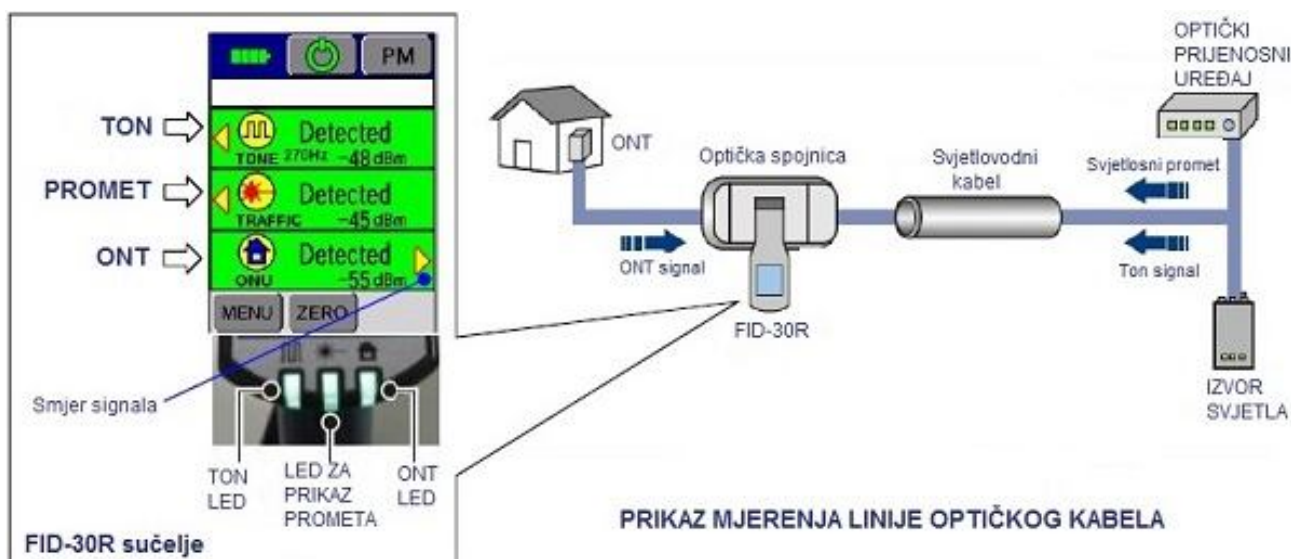 PM
TON
Detected
TONE 270Hz -48 dBm
PROMET
Detected
TRAFFIC -45 dBm
ONT
Detected
ONU -55 dBm
MENU ZERO
Smjer signala
TON
LED
LED ZA
PRIKAZ
PROMETA
ONT
LED
FID-30R sučelje
ONT
ONT signal
Optička spojnica
FID-30R
Svjetlovodni
kabel
OPTIČKI
PRIJENOSNI
UREĐAJ
Svjetlosni promet
Ton signal
IZVOR
SVJETLA
PRIKAZ MJERENJA LINIJE OPTIČKOG KABELA